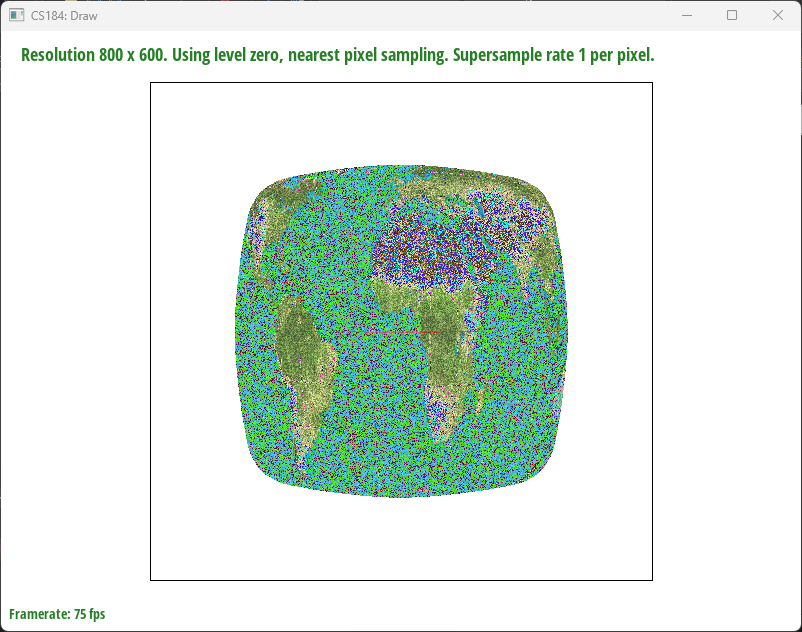 CS184: Draw
Resolution 800 x 600. Using level zero, nearest pixel sampling. Supersample rate 1 per pixel.
Framerate: 75 fps